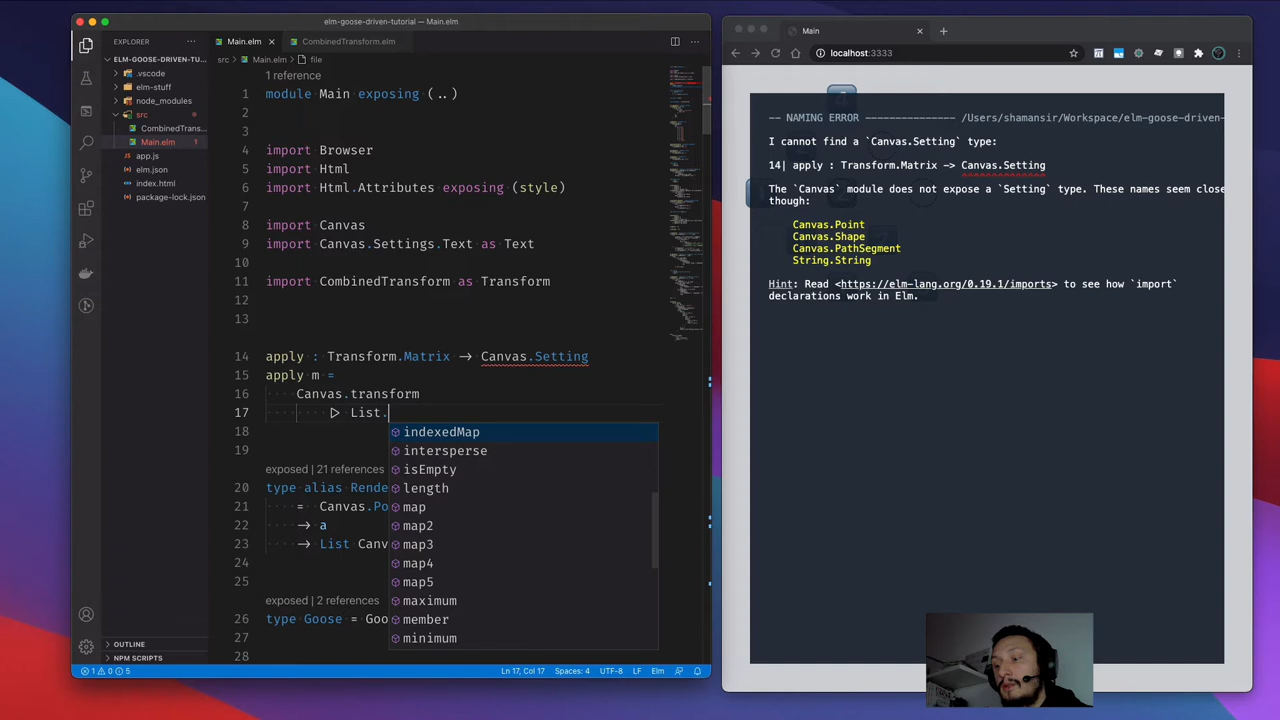 elm-goose-driven-tutorial — Main.elm
EXPLORER
Main.elm
CombinedTransform.elm
ELM-GOOSE-DRIVEN-TU...
src > Main.elm > file
.vscode
elm-stuff
node_modules
src
CombinedTrans...
Main.elm 1
app.js
elm.json
index.html
package-lock.json
OUTLINE
NPM SCRIPTS
1 reference
1 module Main exposing (..)
2
3
4 import Browser
5 import Html
6 import Html.Attributes exposing (style)
7
8 import Canvas
9 import Canvas.Settings.Text as Text
10
11 import CombinedTransform as Transform
12
13
14 apply : Transform.Matrix → Canvas.Setting
15 apply m =
16 ····Canvas.transform
17 ········▷ List.
18
19
exposed | 21 references
20 type alias Rende
21 ····= Canvas.Po
22 ····→ a
23 ····→ List Canv
24
25
exposed | 2 references
26 type Goose = Goo
27
28
indexedMap
intersperse
isEmpty
length
map
map2
map3
map4
map5
maximum
member
minimum
1 0 5
Ln 17, Col 17 Spaces: 4 UTF-8 LF Elm
Main
localhost:3333
4
-- NAMING ERROR --------------- /Users/shamansir/Workspace/elm-goose-driven-
I cannot find a `Canvas.Setting` type:
14| apply : Transform.Matrix -> Canvas.Setting
The `Canvas` module does not expose a `Setting` type. These names seem close
though:
Canvas.Point
Canvas.Shape
Canvas.PathSegment
String.String
Hint: Read <https://elm-lang.org/0.19.1/imports> to see how `import`
declarations work in Elm.